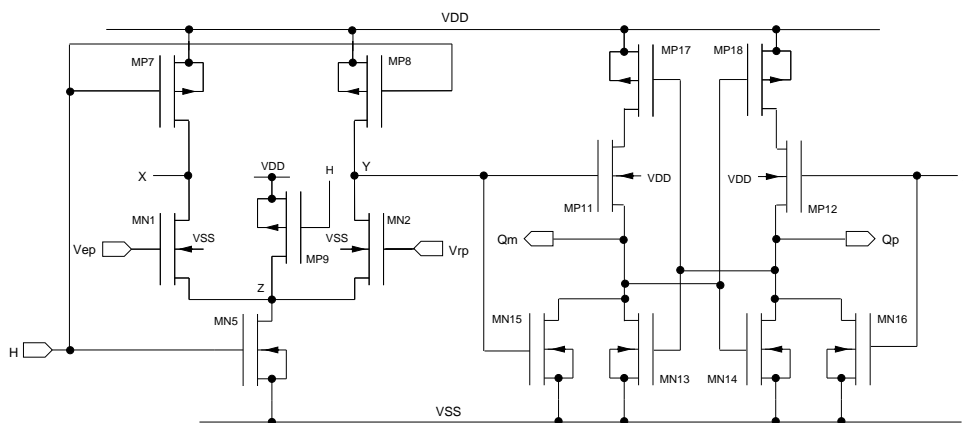 VDD
MP7
MP8
MP17
MP18
X
VDD
H
Y
VDD
VDD
MN1
MN2
MP11
MP12
Vep
VSS
VSS
Vrp
MP9
Qm
Qp
Z
MN5
MN15
MN16
H
MN13
MN14
VSS